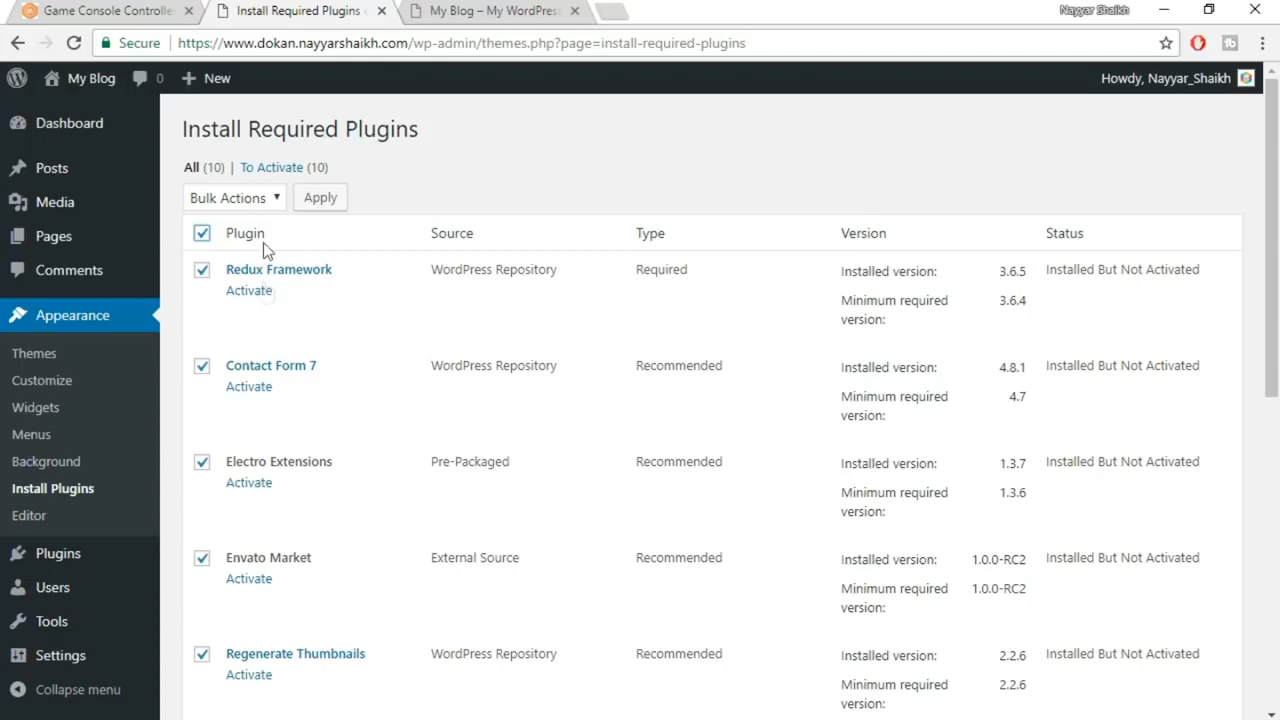 Game Console Controlle
Install Required Plugins
My Blog – My WordPress
Nayyar Shaikh
Secure
https://www.dokan.nayyarshaikh.com/wp-admin/themes.php?page=install-required-plugins
My Blog
0
New
Howdy, Nayyar_Shaikh
Dashboard
Posts
Media
Pages
Comments
Appearance
Themes
Customize
Widgets
Menus
Background
Install Plugins
Editor
Plugins
Users
Tools
Settings
Collapse menu
Install Required Plugins
All (10) | To Activate (10)
Bulk Actions
Apply
Plugin Source Type Version Status
Redux Framework WordPress Repository Required Installed version: 3.6.5 Installed But Not Activated
Activate
Minimum required version: 3.6.4
Contact Form 7 WordPress Repository Recommended Installed version: 4.8.1 Installed But Not Activated
Activate
Minimum required version: 4.7
Electro Extensions Pre-Packaged Recommended Installed version: 1.3.7 Installed But Not Activated
Activate
Minimum required version: 1.3.6
Envato Market External Source Recommended Installed version: 1.0.0-RC2 Installed But Not Activated
Activate
Minimum required version: 1.0.0-RC2
Regenerate Thumbnails WordPress Repository Recommended Installed version: 2.2.6 Installed But Not Activated
Activate
Minimum required version: 2.2.6